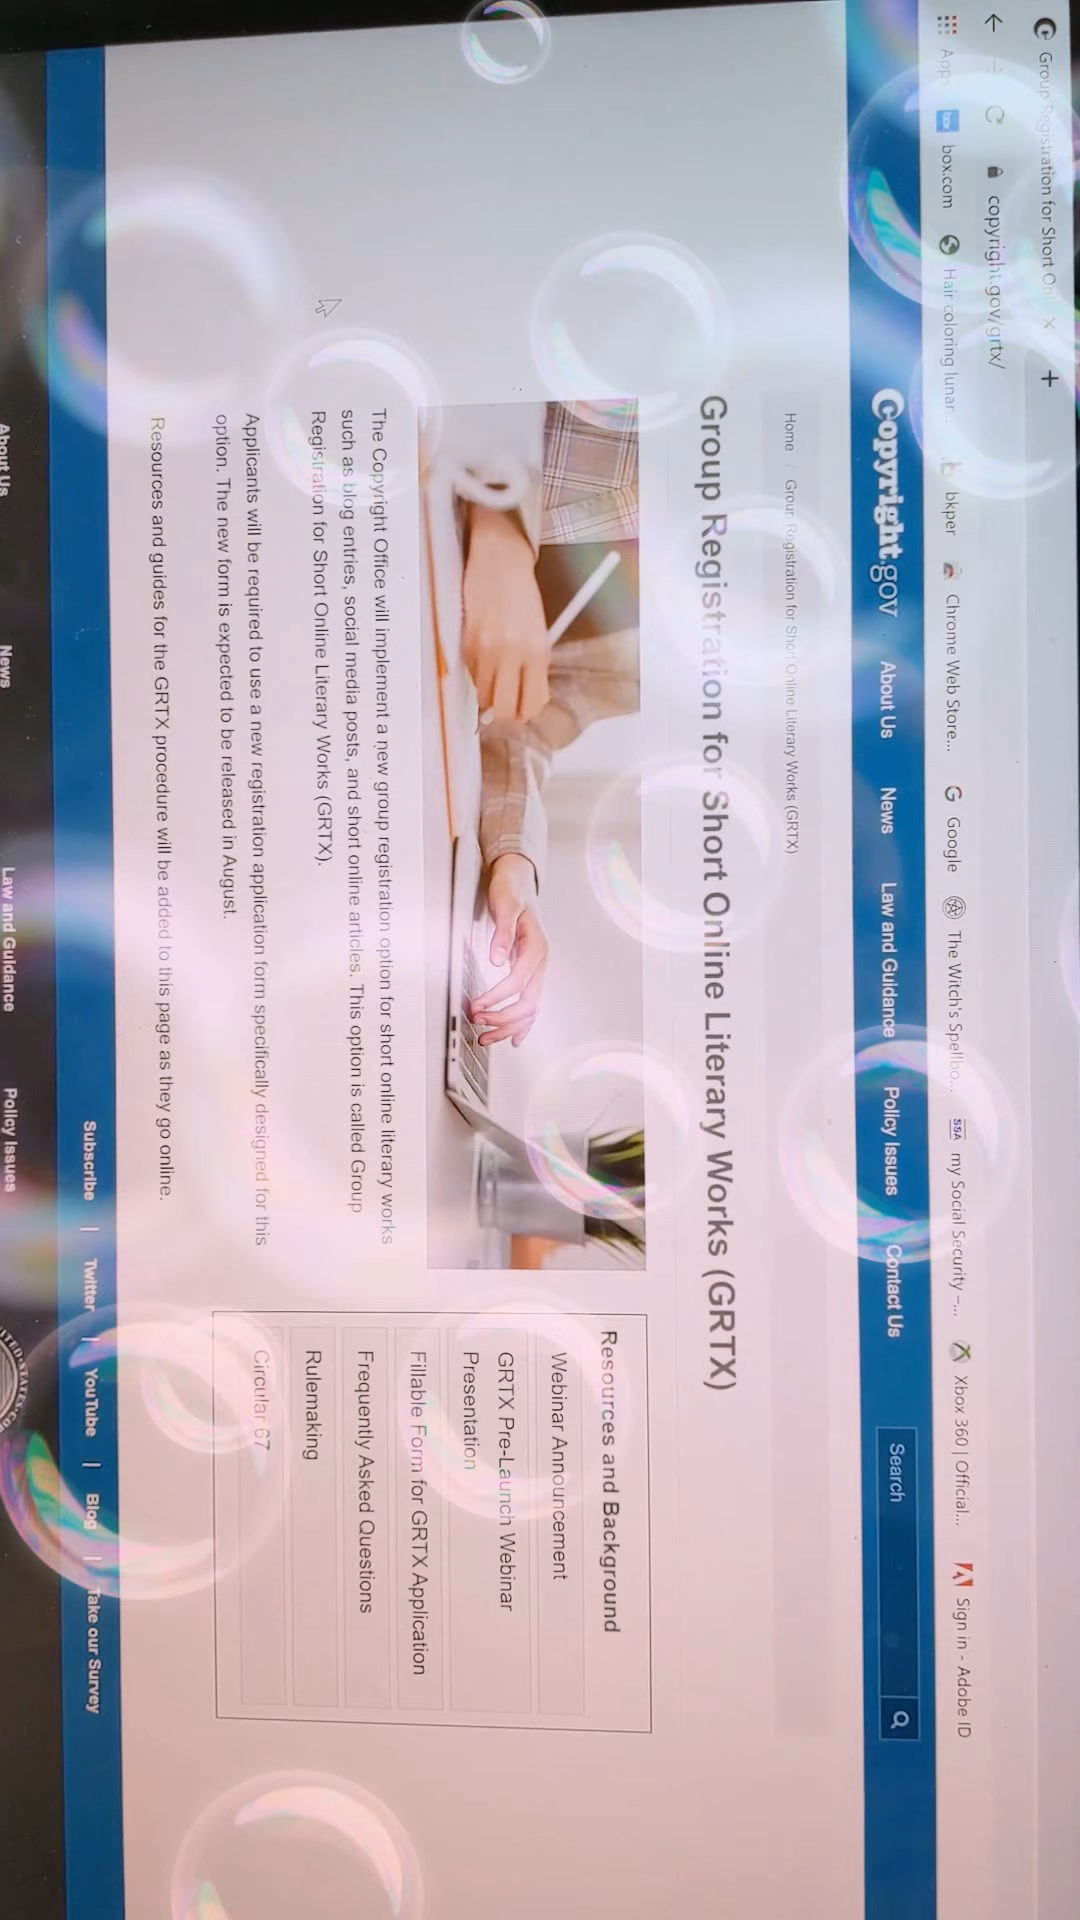 Group Registration for Short Onl
copyright.gov/grtx/
Apps box.com Hair coloring lunar... bkper Chrome Web Store... Google The Witch's Spellbo... my Social Security –... Xbox 360 | Official... Sign in - Adobe ID
Copyright.gov About Us News Law and Guidance Policy Issues Contact Us Search
Home / Group Registration for Short Online Literary Works (GRTX)
Group Registration for Short Online Literary Works (GRTX)
The Copyright Office will implement a new group registration option for short online literary works
such as blog entries, social media posts, and short online articles. This option is called Group
Registration for Short Online Literary Works (GRTX).
Applicants will be required to use a new registration application form specifically designed for this
option. The new form is expected to be released in August.
Resources and guides for the GRTX procedure will be added to this page as they go online.
Resources and Background
Webinar Announcement
GRTX Pre-Launch Webinar
Presentation
Fillable Form for GRTX Application
Frequently Asked Questions
Rulemaking
Circular 67
Subscribe | Twitter | YouTube | Blog | Take our Survey
About Us News Law and Guidance Policy Issues